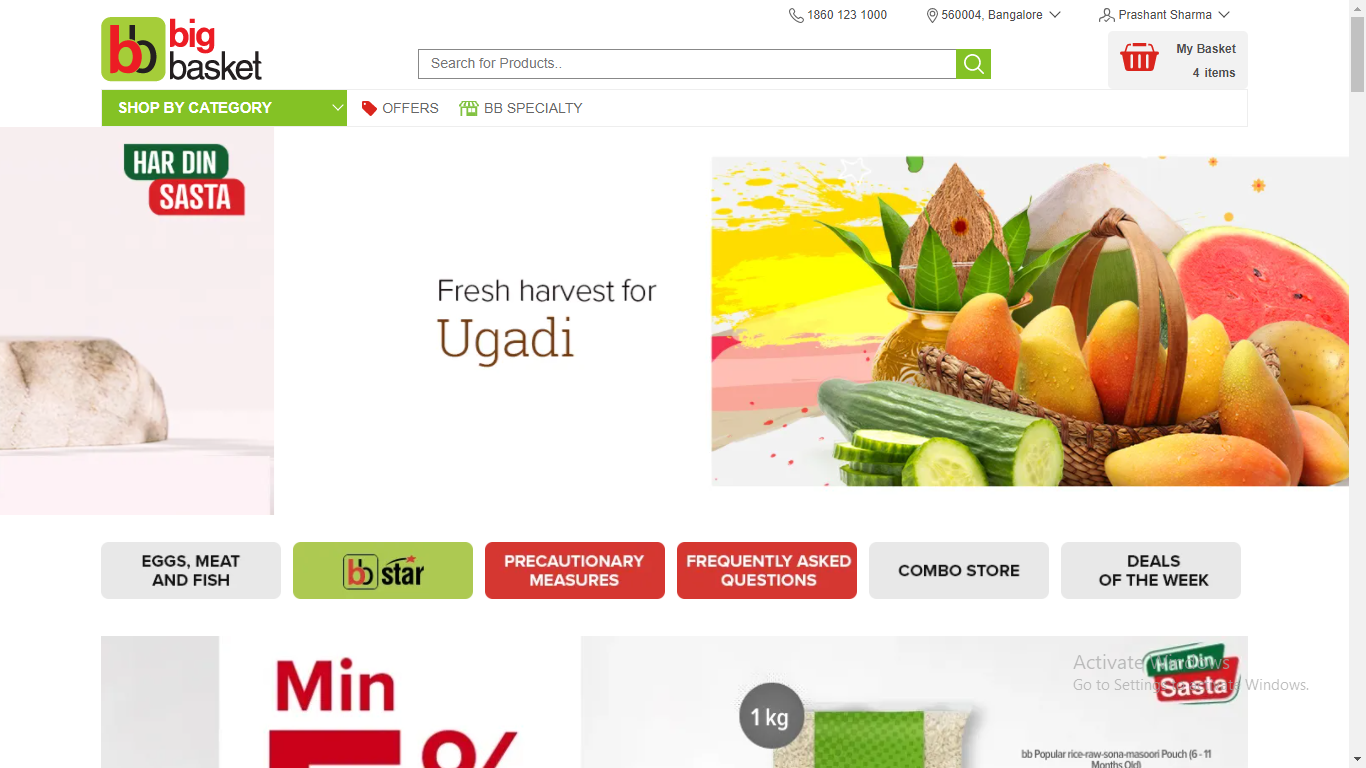 1860 123 1000
560004, Bangalore
Prashant Sharma
bb big
basket
Search for Products..
My Basket
4 items
SHOP BY CATEGORY
OFFERS
BB SPECIALTY
HAR DIN
SASTA
Fresh harvest for
Ugadi
EGGS, MEAT
AND FISH
bb star
PRECAUTIONARY
MEASURES
FREQUENTLY ASKED
QUESTIONS
COMBO STORE
DEALS
OF THE WEEK
Min
%
1 kg
Har Din
Sasta
Activate Windows
Go to Settings to activate Windows.
bb Popular rice-raw-sona-masoori Pouch (6 - 11
Months Old)